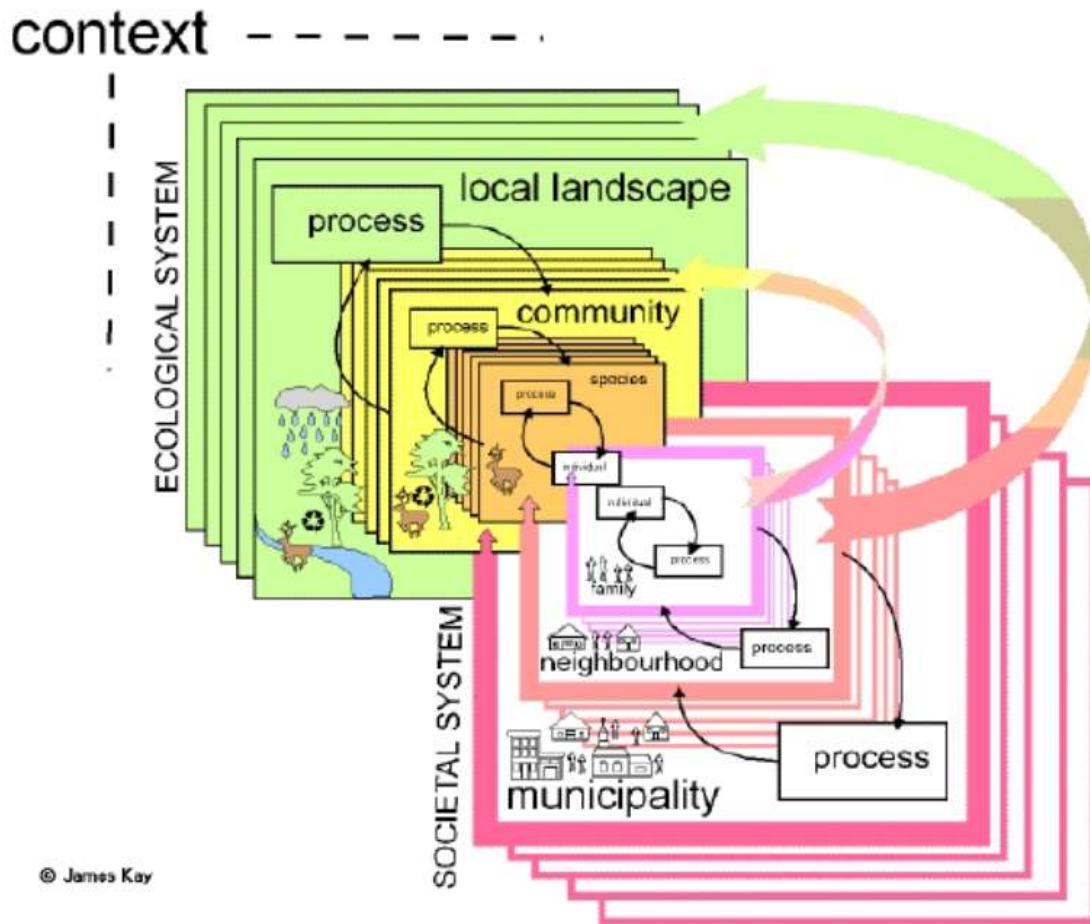 context
ECOLOGICAL SYSTEM
local landscape
process
community
process
species
process
individual
individual
process
family
process
neighbourhood
SOCIETAL SYSTEM
process
municipality
© James Kay